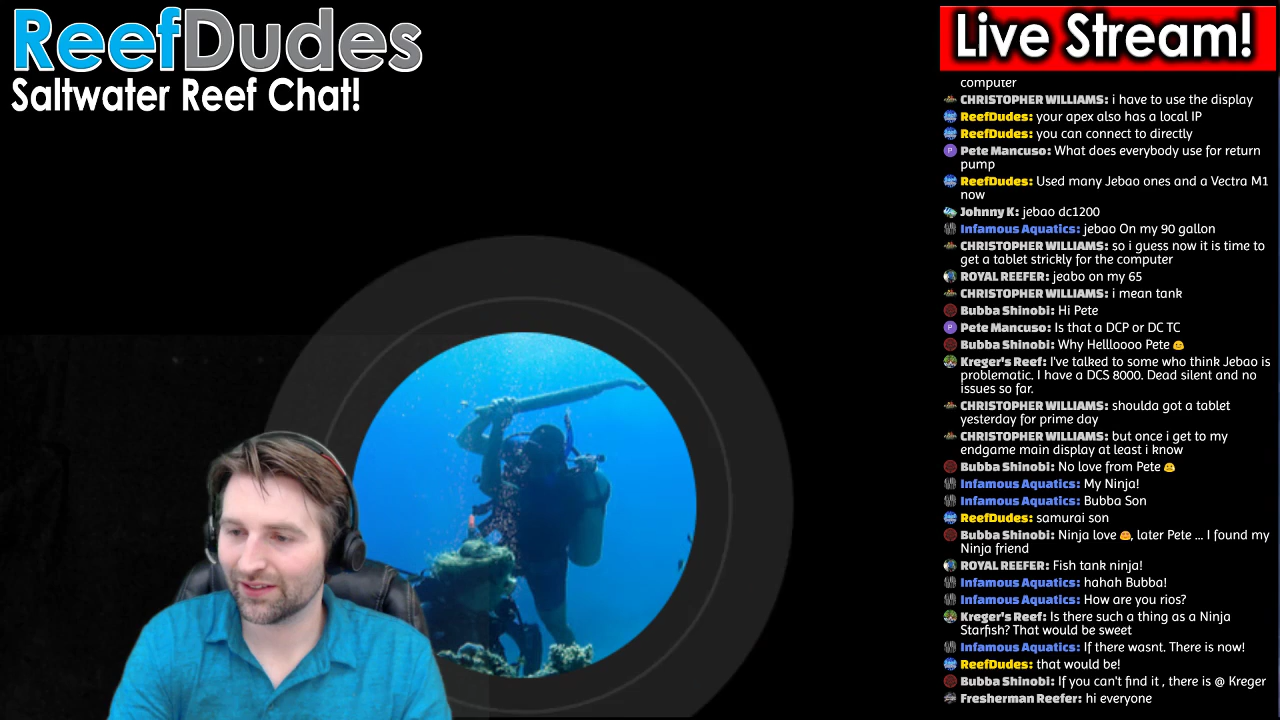 ReefDudes
Saltwater Reef Chat!
Live Stream!
computer
CHRISTOPHER WILLIAMS: i have to use the display
ReefDudes: your apex also has a local IP
ReefDudes: you can connect to directly
P Pete Mancuso: What does everybody use for return
pump
ReefDudes: Used many Jebao ones and a Vectra M1
now
Johnny K: jebao dc1200
Infamous Aquatics: jebao On my 90 gallon
CHRISTOPHER WILLIAMS: so i guess now it is time to
get a tablet strickly for the computer
ROYAL REEFER: jeabo on my 65
CHRISTOPHER WILLIAMS: i mean tank
Bubba Shinobi: Hi Pete
P Pete Mancuso: Is that a DCP or DC TC
Bubba Shinobi: Why Hellloooo Pete
Kreger's Reef: I've talked to some who think Jebao is
problematic. I have a DCS 8000. Dead silent and no
issues so far.
CHRISTOPHER WILLIAMS: shoulda got a tablet
yesterday for prime day
CHRISTOPHER WILLIAMS: but once i get to my
endgame main display at least i know
Bubba Shinobi: No love from Pete
Infamous Aquatics: My Ninja!
Infamous Aquatics: Bubba Son
ReefDudes: samurai son
Bubba Shinobi: Ninja love , later Pete ... I found my
Ninja friend
ROYAL REEFER: Fish tank ninja!
Infamous Aquatics: hahah Bubba!
Infamous Aquatics: How are you rios?
Kreger's Reef: Is there such a thing as a Ninja
Starfish? That would be sweet
Infamous Aquatics: If there wasnt. There is now!
ReefDudes: that would be!
Bubba Shinobi: If you can't find it , there is @ Kreger
Fresherman Reefer: hi everyone